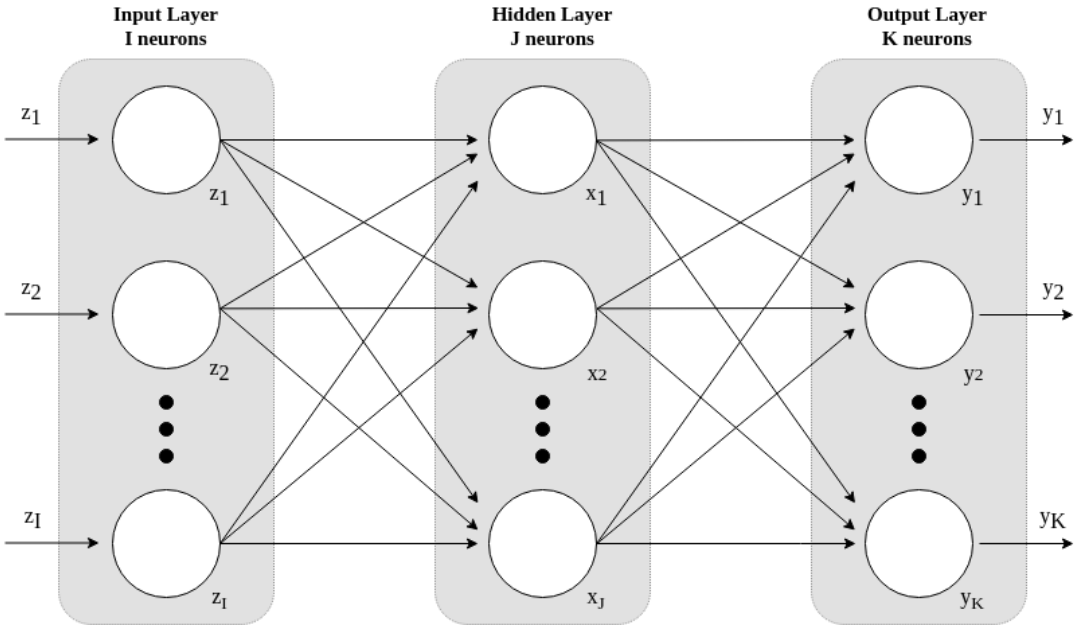 Input Layer
I neurons
Hidden Layer
J neurons
Output Layer
K neurons
z1
z1
x1
y1
y1
z2
z2
x2
y2
y2
zI
zI
xJ
yK
yK